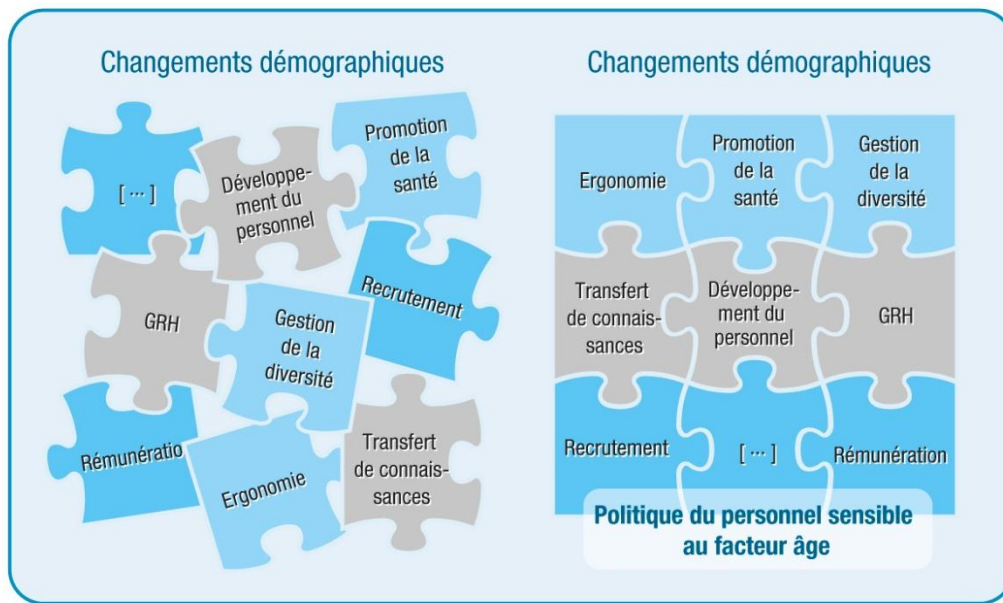 Changements démographiques
[ ... ]
Développe-
ment du
personnel
Promotion
de la
santé
GRH
Gestion
de la
diversité
Recrutement
Rémunératio
Ergonomie
Transfert
de connais-
sances
Changements démographiques
Ergonomie
Promotion
de la
santé
Gestion
de la
diversité
Transfert
de connais-
sances
Développe-
ment du
personnel
GRH
Recrutement
[ ... ]
Rémunération
Politique du personnel sensible
au facteur âge